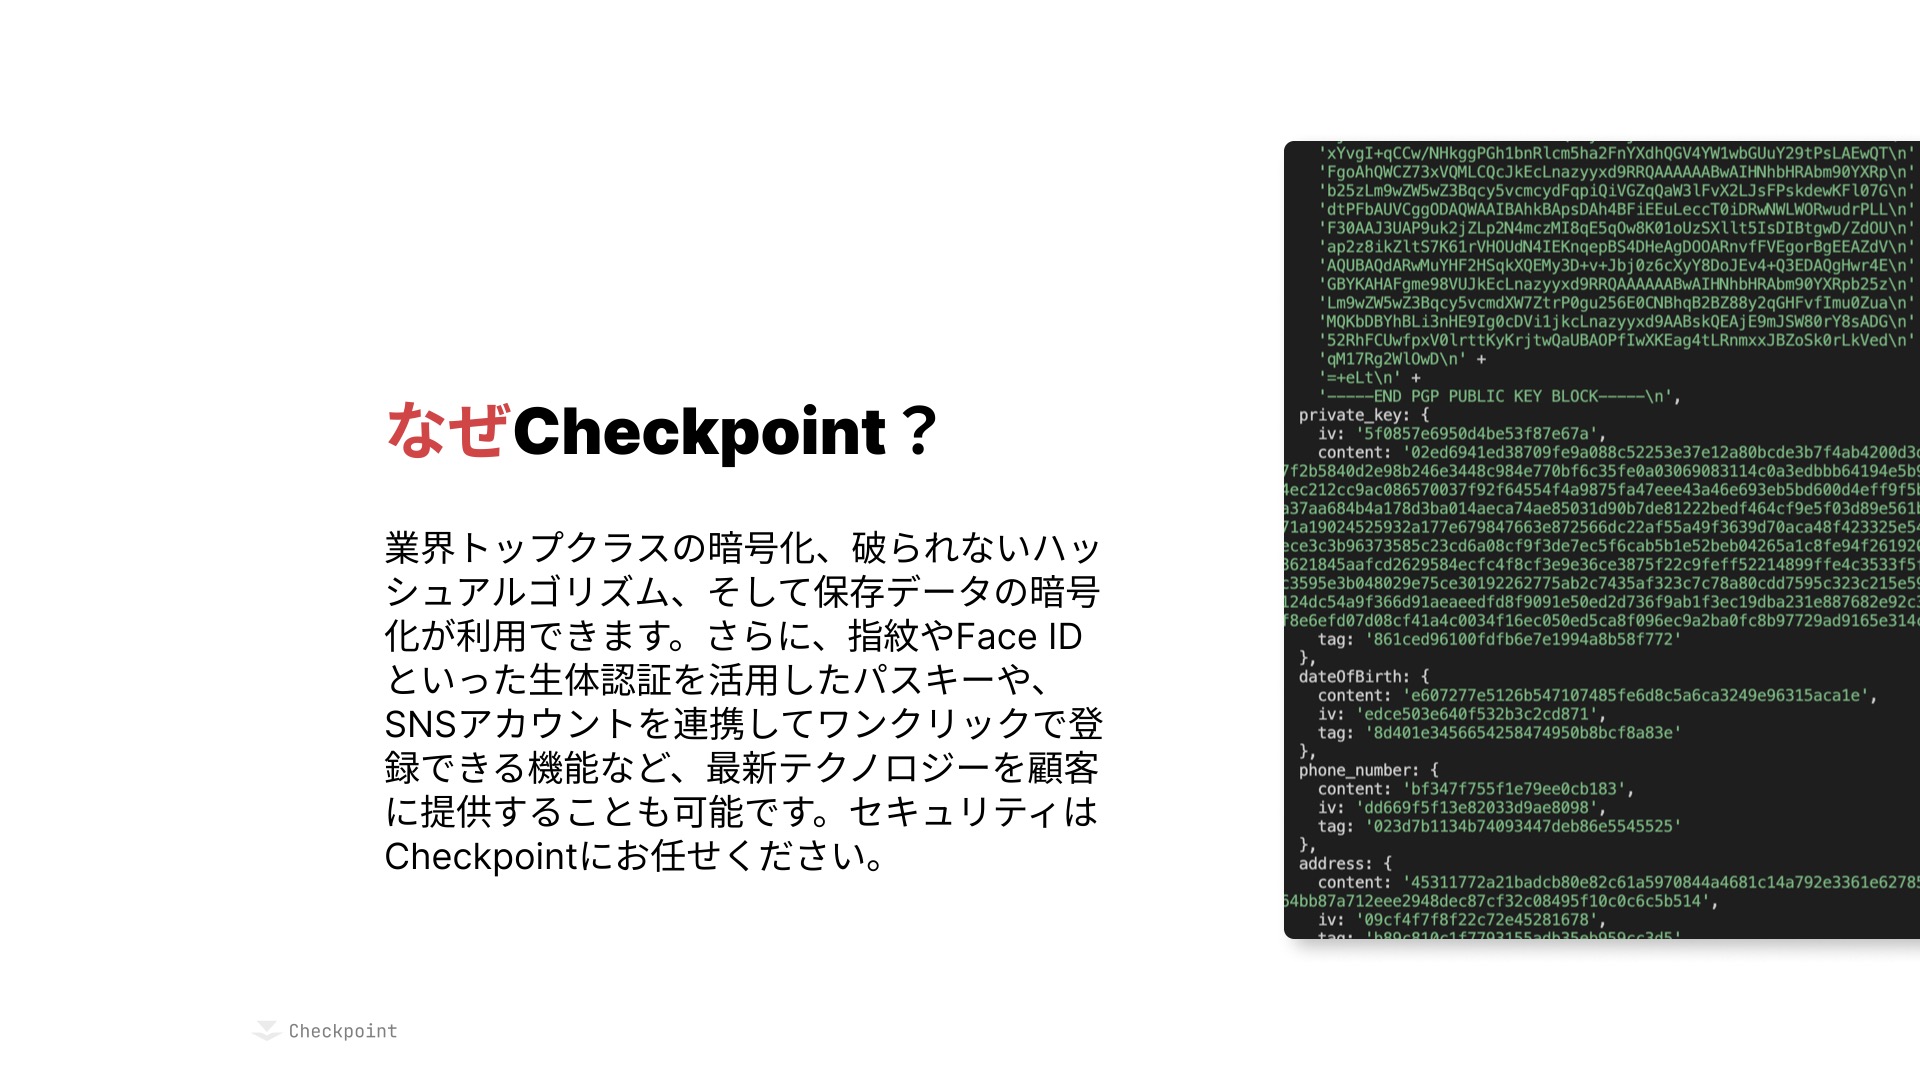 なぜCheckpoint？
業界トップクラスの暗号化、破られないハッ
シュアルゴリズム、そして保存データの暗号
化が利用できます。さらに、指紋やFace ID
といった生体認証を活用したパスキーや、
SNSアカウントを連携してワンクリックで登
録できる機能など、最新テクノロジーを顧客
に提供することも可能です。セキュリティは
Checkpointにお任せください。
'xYvgI+qCCw/NHkggPGh1bnRlcm5ha2FnYXdhQGV4YW1wbGUuY29tPsLAEwQT\n'
'FgoAhQWCZ73xVQMLCQcJkEcLnazyyxd9RRQAAAAAABwAIHNhbHRAbm90YXRp\n'
'b25zLm9wZW5wZ3Bqcy5vcmcydFqpiQiVGZqQaW3lFvX2LJsFPskdewKFl07G\n'
'dtPFbAUVCggODAQWAAIBAhkBApsDAh4BFiEEuLeccT0iDRwNWLWORwudrPLL\n'
'F30AAJ3UAP9uk2jZLp2N4mczMI8qE5qOw8K01oUzSXllt5IsDIBtgwD/ZdOU\n'
'ap2z8ikZltS7K61rVHOUdN4IEKnqepBS4DHeAgDOOARnvfFVEgorBgEEAZdV\n'
'AQUBAQdARwMuYHF2HSqkXQEMy3D+v+Jbj0z6cXyY8DoJEv4+Q3EDAQgHwr4E\n'
'GBYKAHAFgme98VUJkEcLnazyyxd9RRQAAAAAABwAIHNhbHRAbm90YXRpb25z\n'
'Lm9wZW5wZ3Bqcy5vcmdXW7ZtrP0gu256E0CNBhqB2BZ88y2qGHFvfImu0Zua\n'
'MQKbDBYhBLi3nHE9Ig0cDVi1jkcLnazyyxd9AABskQEAjE9mJSW80rY8sADG\n'
'52RhFCUwfpxV0lrttKyKrjtwQaUBAOPfIwXKEag4tLRnmxxJBZoSk0rLkVed\n'
'qM17Rg2WlOwD\n' +
'=+eLt\n' +
'-----END PGP PUBLIC KEY BLOCK-----\n',
private_key: {
iv: '5f0857e6950d4be53f87e67a',
content: '02ed6941ed38709fe9a088c52253e37e12a80bcde3b7f4ab4200d3
7f2b5840d2e98b246e3448c984e770bf6c35fe0a03069083114c0a3edbbb64194e5b
4ec212cc9ac086570037f92f64554f4a9875fa47eee43a46e693eb5bd600d4eff9f5
a37aa684b4a178d3ba014aeca74ae85031d90b7de81222bedf464cf9e5f03d89e561
71a19024525932a177e679847663e872566dc22af55a49f3639d70aca48f423325e5
ece3c3b96373585c23cd6a08cf9f3de7ec5f6cab5b1e52beb04265a1c8fe94f26192
3621845aafcd2629584ecfc4f8cf3e9e36ce3875f22c9feff52214899ffe4c3533f5
c3595e3b048029e75ce30192262775ab2c7435af323c7c78a80cdd7595c323c215e5
124dc54a9f366d91aeaeedfd8f9091e50ed2d736f9ab1f3ec19dba231e887682e92c
f8e6efd07d08cf41a4c0034f16ec050ed5ca8f096ec9a2ba0fc8b97729ad9165e314
tag: '861ced96100fdfb6e7e1994a8b58f772'
},
dateOfBirth: {
content: 'e607277e5126b547107485fe6d8c5a6ca3249e96315aca1e',
iv: 'edce503e640f532b3c2cd871',
tag: '8d401e3456654258474950b8bcf8a83e'
},
phone_number: {
content: 'bf347f755f1e79ee0cb183',
iv: 'dd669f5f13e82033d9ae8098',
tag: '023d7b1134b74093447deb86e5545525'
},
address: {
content: '45311772a21badcb80e82c61a5970844a4681c14a792e3361e6278
64bb87a712eee2948dec87cf32c08495f10c0c6c5b514',
iv: '09cf4f7f8f22c72e45281678',
tag: 'b89c810c1f7793155adb35eb959cc3d5'
Checkpoint